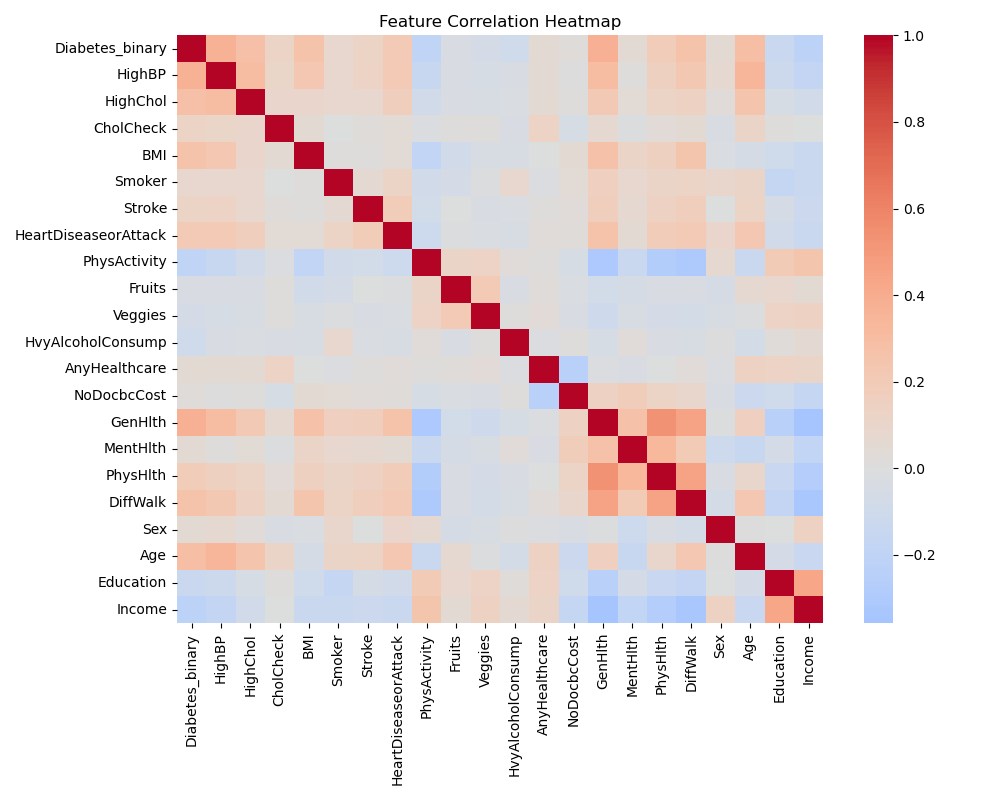 Feature Correlation Heatmap
Diabetes_binary
HighBP
HighChol
CholCheck
BMI
Smoker
Stroke
HeartDiseaseorAttack
PhysActivity
Fruits
Veggies
HvyAlcoholConsump
AnyHealthcare
NoDocbcCost
GenHlth
MentHlth
PhysHlth
DiffWalk
Sex
Age
Education
Income
Diabetes_binary
HighBP
HighChol
CholCheck
BMI
Smoker
Stroke
HeartDiseaseorAttack
PhysActivity
Fruits
Veggies
HvyAlcoholConsump
AnyHealthcare
NoDocbcCost
GenHlth
MentHlth
PhysHlth
DiffWalk
Sex
Age
Education
Income
1.0
0.8
0.6
0.4
0.2
0.0
−0.2